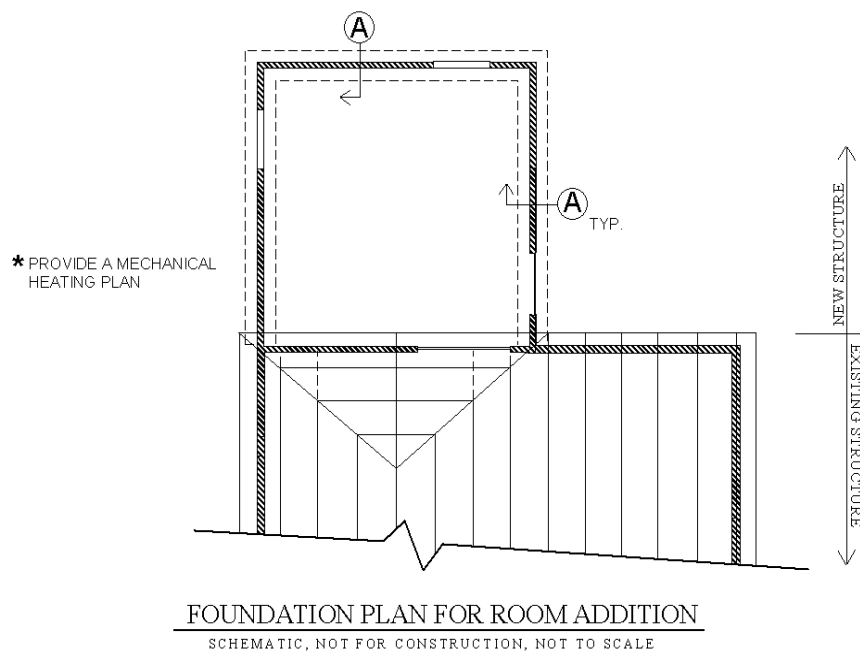 A
A
TYP.
* PROVIDE A MECHANICAL
HEATING PLAN
NEW STRUCTURE
EXISTING STRUCTURE
FOUNDATION PLAN FOR ROOM ADDITION
SCHEMATIC, NOT FOR CONSTRUCTION, NOT TO SCALE